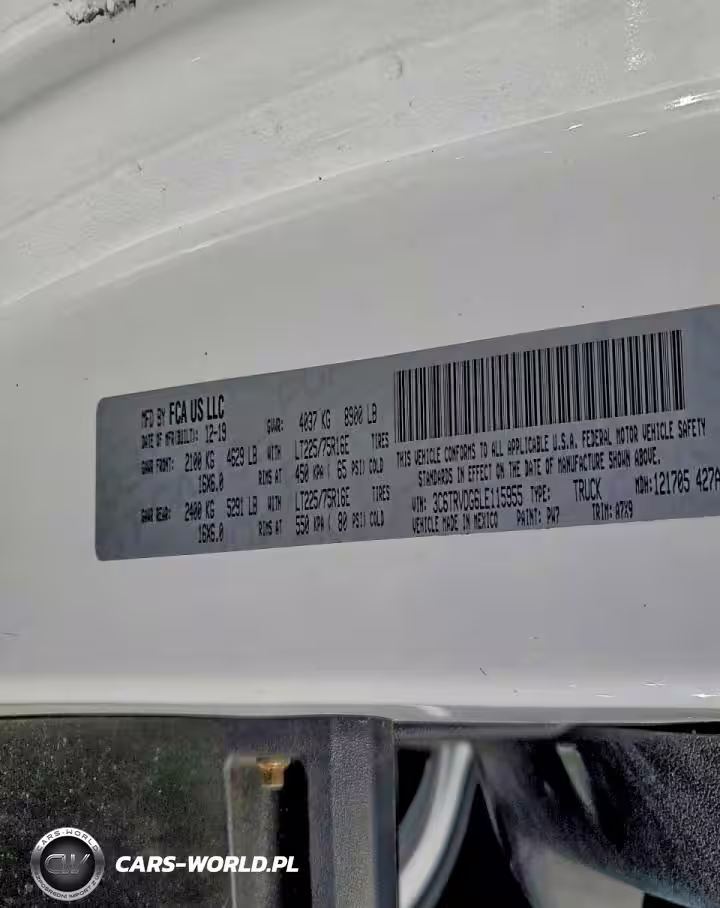 MFD BY FCA US LLC
DATE OF MFR(BUILT): 12-19 GVWR: 4037 KG 8900 LB
GAWR FRONT: 2100 KG 4629 LB WITH LT225/75R16E TIRES
16X6.0 RIMS AT 450 KPA ( 65 PSI) COLD
GAWR REAR: 2400 KG 5291 LB WITH LT225/75R16E TIRES
16X6.0 RIMS AT 550 KPA ( 80 PSI) COLD
THIS VEHICLE CONFORMS TO ALL APPLICABLE U.S.A. FEDERAL MOTOR VEHICLE SAFETY
STANDARDS IN EFFECT ON THE DATE OF MANUFACTURE SHOWN ABOVE.
VIN: 3C6TRVDG6LE115955 TYPE: TRUCK MDH: 121705 427A
VEHICLE MADE IN MEXICO PAINT: PW7 TRIM: A7X9
CARS-WORLD
CW
CARS-WORLD.PL